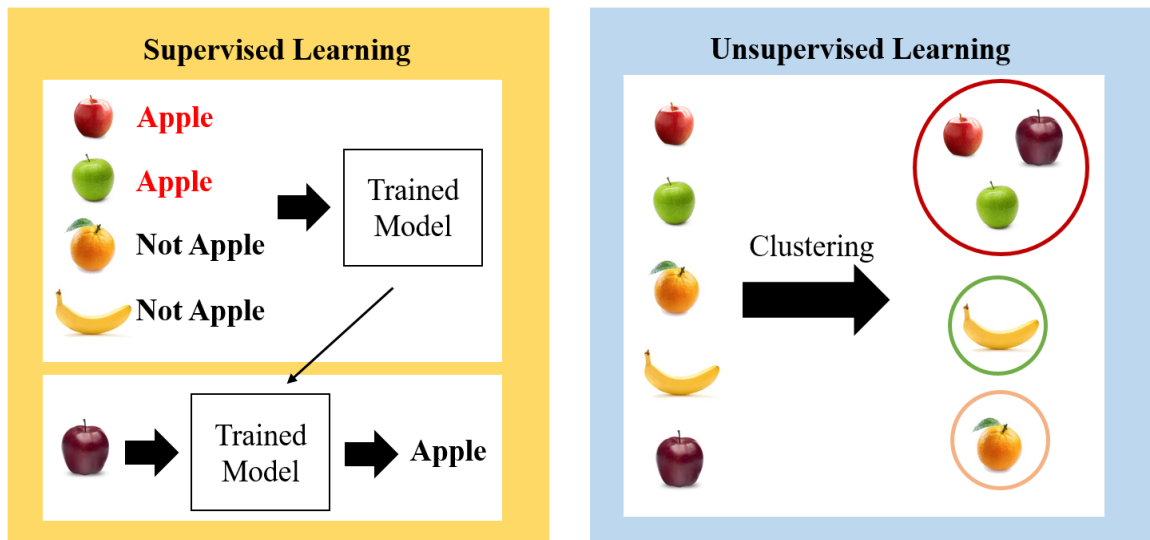 Supervised Learning
Apple
Apple
Not Apple
Not Apple
Trained
Model
Trained
Model
Apple
Unsupervised Learning
Clustering